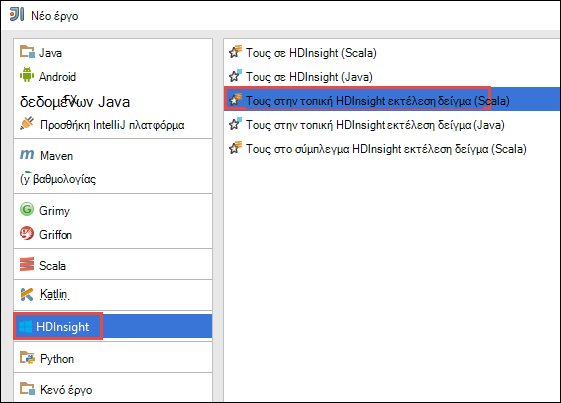 Νέο έργο
Java
Android
δεδομένων Java
FX
Προσθήκη IntelliJ πλατφόρμα
Maven
(y βαθμολογίας
Grimy
Griffon
Scala
Katlin
HDInsight
Python
Κενό έργο
Τους σε HDInsight (Scala)
Τους σε HDInsight (Java)
Τους στην τοπική HDInsight εκτέλεση δείγμα (Scala)
Τους στην τοπική HDInsight εκτέλεση δείγμα (Java)
Τους στο σύμπλεγμα HDInsight εκτέλεση δείγμα (Scala)